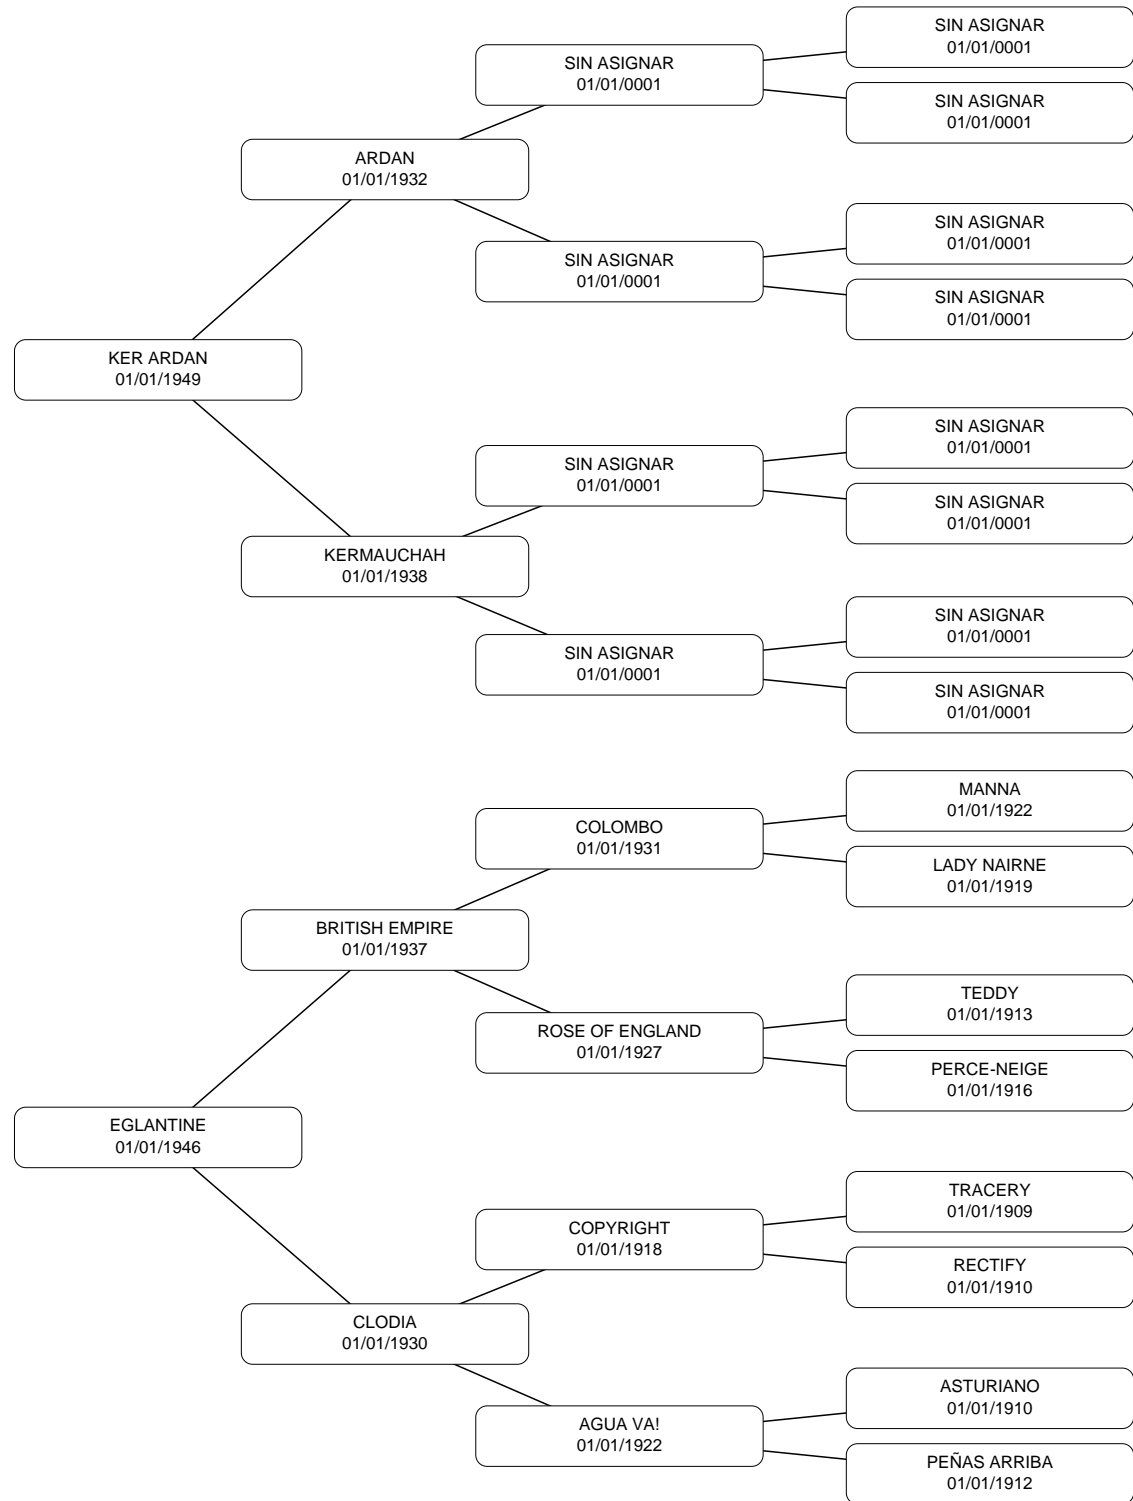 SIN ASIGNAR
01/01/0001
SIN ASIGNAR
01/01/0001
SIN ASIGNAR
01/01/0001
ARDAN
01/01/1932
SIN ASIGNAR
01/01/0001
SIN ASIGNAR
01/01/0001
SIN ASIGNAR
01/01/0001
KER ARDAN
01/01/1949
SIN ASIGNAR
01/01/0001
SIN ASIGNAR
01/01/0001
SIN ASIGNAR
01/01/0001
KERMAUCHAH
01/01/1938
SIN ASIGNAR
01/01/0001
SIN ASIGNAR
01/01/0001
SIN ASIGNAR
01/01/0001
MANNA
01/01/1922
COLOMBO
01/01/1931
LADY NAIRNE
01/01/1919
BRITISH EMPIRE
01/01/1937
TEDDY
01/01/1913
ROSE OF ENGLAND
01/01/1927
PERCE-NEIGE
01/01/1916
EGLANTINE
01/01/1946
TRACERY
01/01/1909
COPYRIGHT
01/01/1918
RECTIFY
01/01/1910
CLODIA
01/01/1930
ASTURIANO
01/01/1910
AGUA VA!
01/01/1922
PEÑAS ARRIBA
01/01/1912